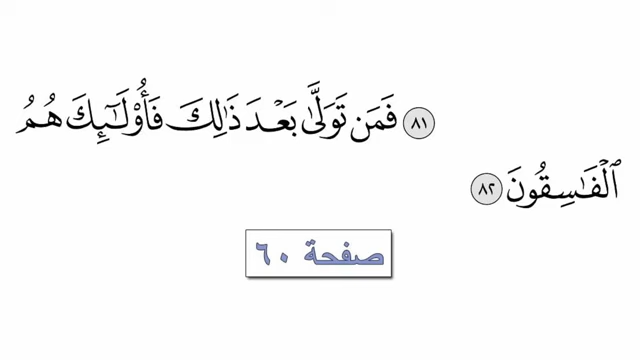 ٨١ فَمَن تَوَلَّىٰ بَعْدَ ذَٰلِكَ فَأُوْلَـٰٓئِكَ هُمُ
ٱلْفَـٰسِقُونَ ٨٢
صفحة ٦٠